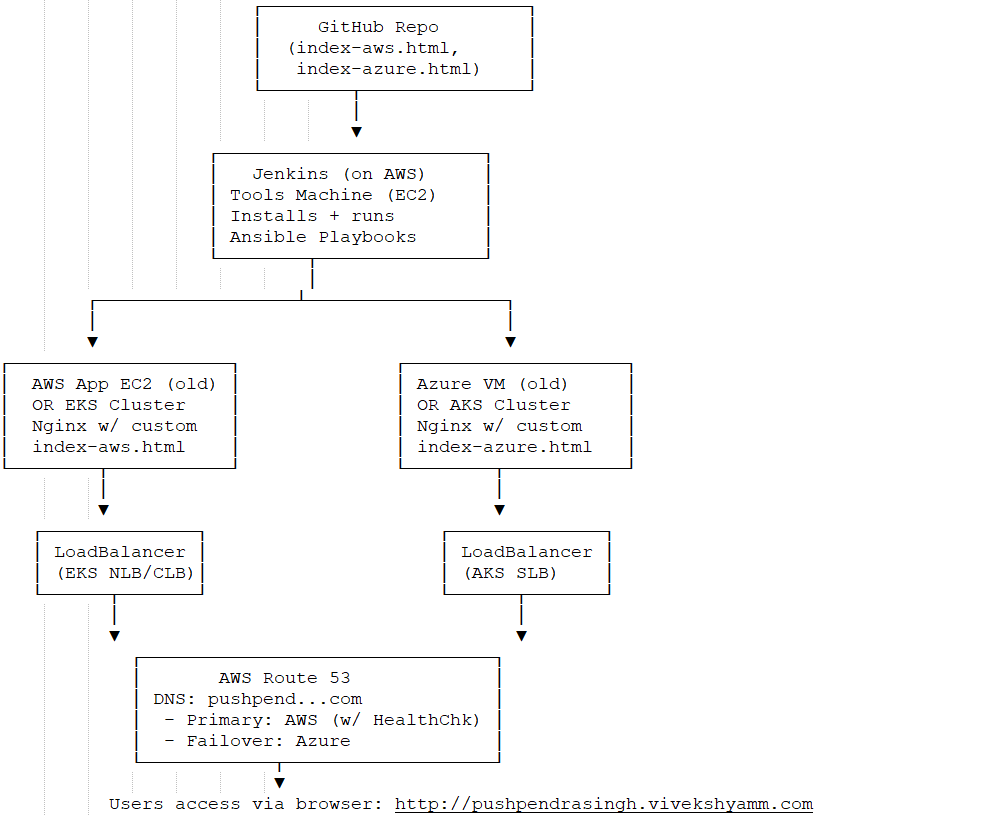 GitHub Repo
(index-aws.html,
index-azure.html)
Jenkins (on AWS)
Tools Machine (EC2)
Installs + runs
Ansible Playbooks
AWS App EC2 (old)
OR EKS Cluster
Nginx w/ custom
index-aws.html
Azure VM (old)
OR AKS Cluster
Nginx w/ custom
index-azure.html
LoadBalancer
(EKS NLB/CLB)
LoadBalancer
(AKS SLB)
AWS Route 53
DNS: pushpend...com
- Primary: AWS (w/ HealthChk)
- Failover: Azure
Users access via browser: http://pushpendrasingh.vivekshyamm.com